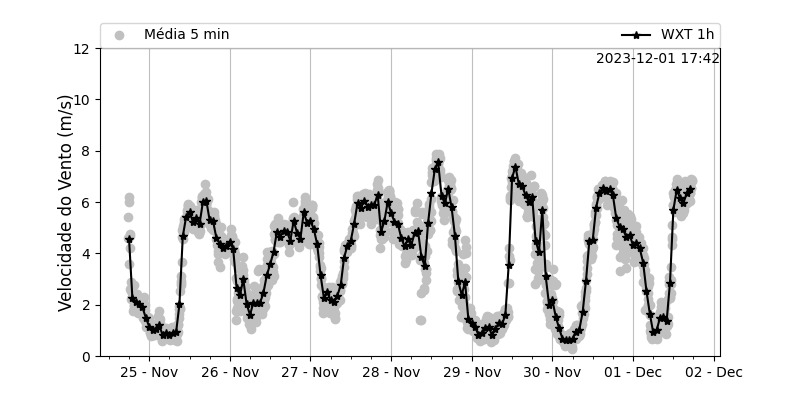 Média 5 min
WXT 1h
2023-12-01 17:42
Velocidade do Vento (m/s)
12
10
8
6
4
2
0
25 - Nov
26 - Nov
27 - Nov
28 - Nov
29 - Nov
30 - Nov
01 - Dec
02 - Dec